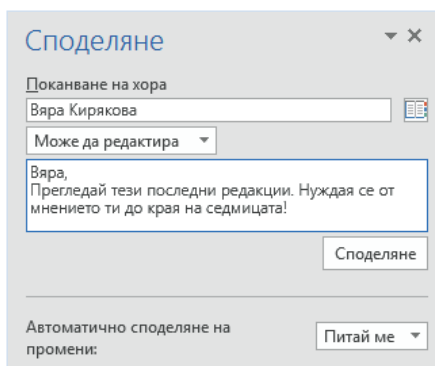 Споделяне
Поканване на хора
Вяра Кирякова
Може да редактира
Вяра,
Прегледай тези последни редакции. Нуждая се от
мнението ти до края на седмицата!
Споделяне
Автоматично споделяне на
промени:
Питай ме